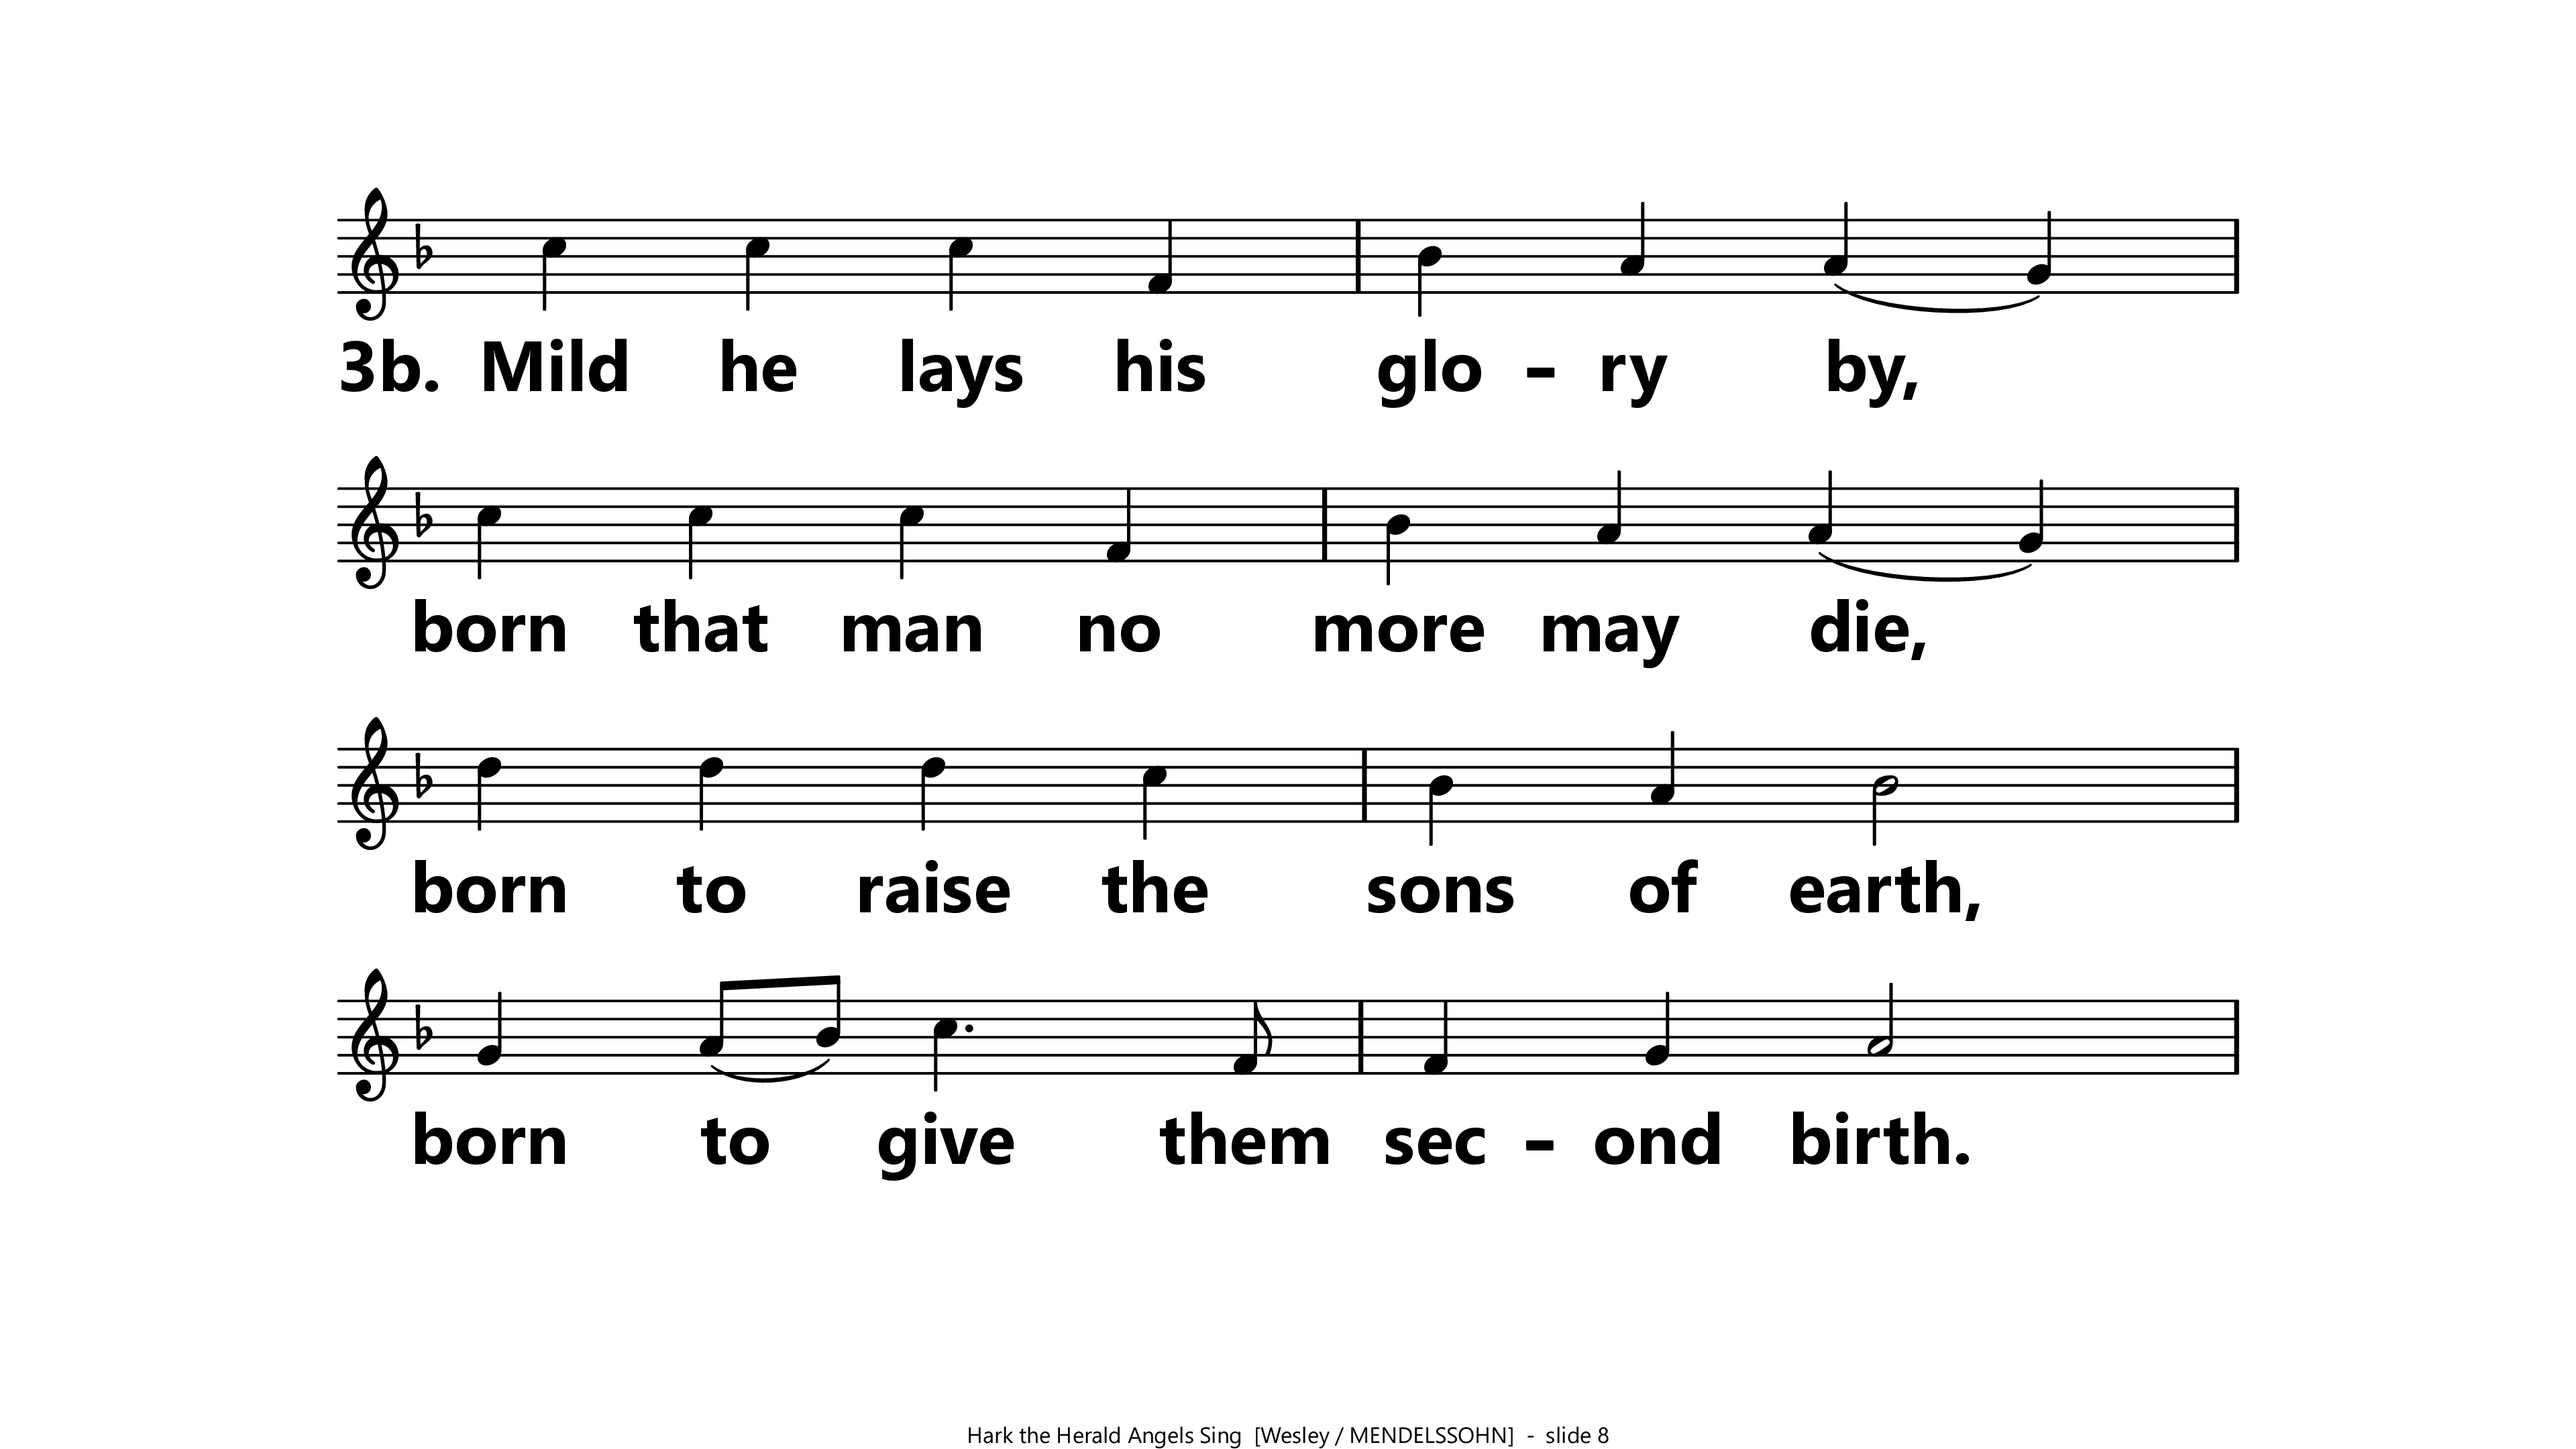 3b. Mild he lays his glo - ry by,
born that man no more may die,
born to raise the sons of earth,
born to give them sec - ond birth.
Hark the Herald Angels Sing [Wesley / MENDELSSOHN] - slide 8